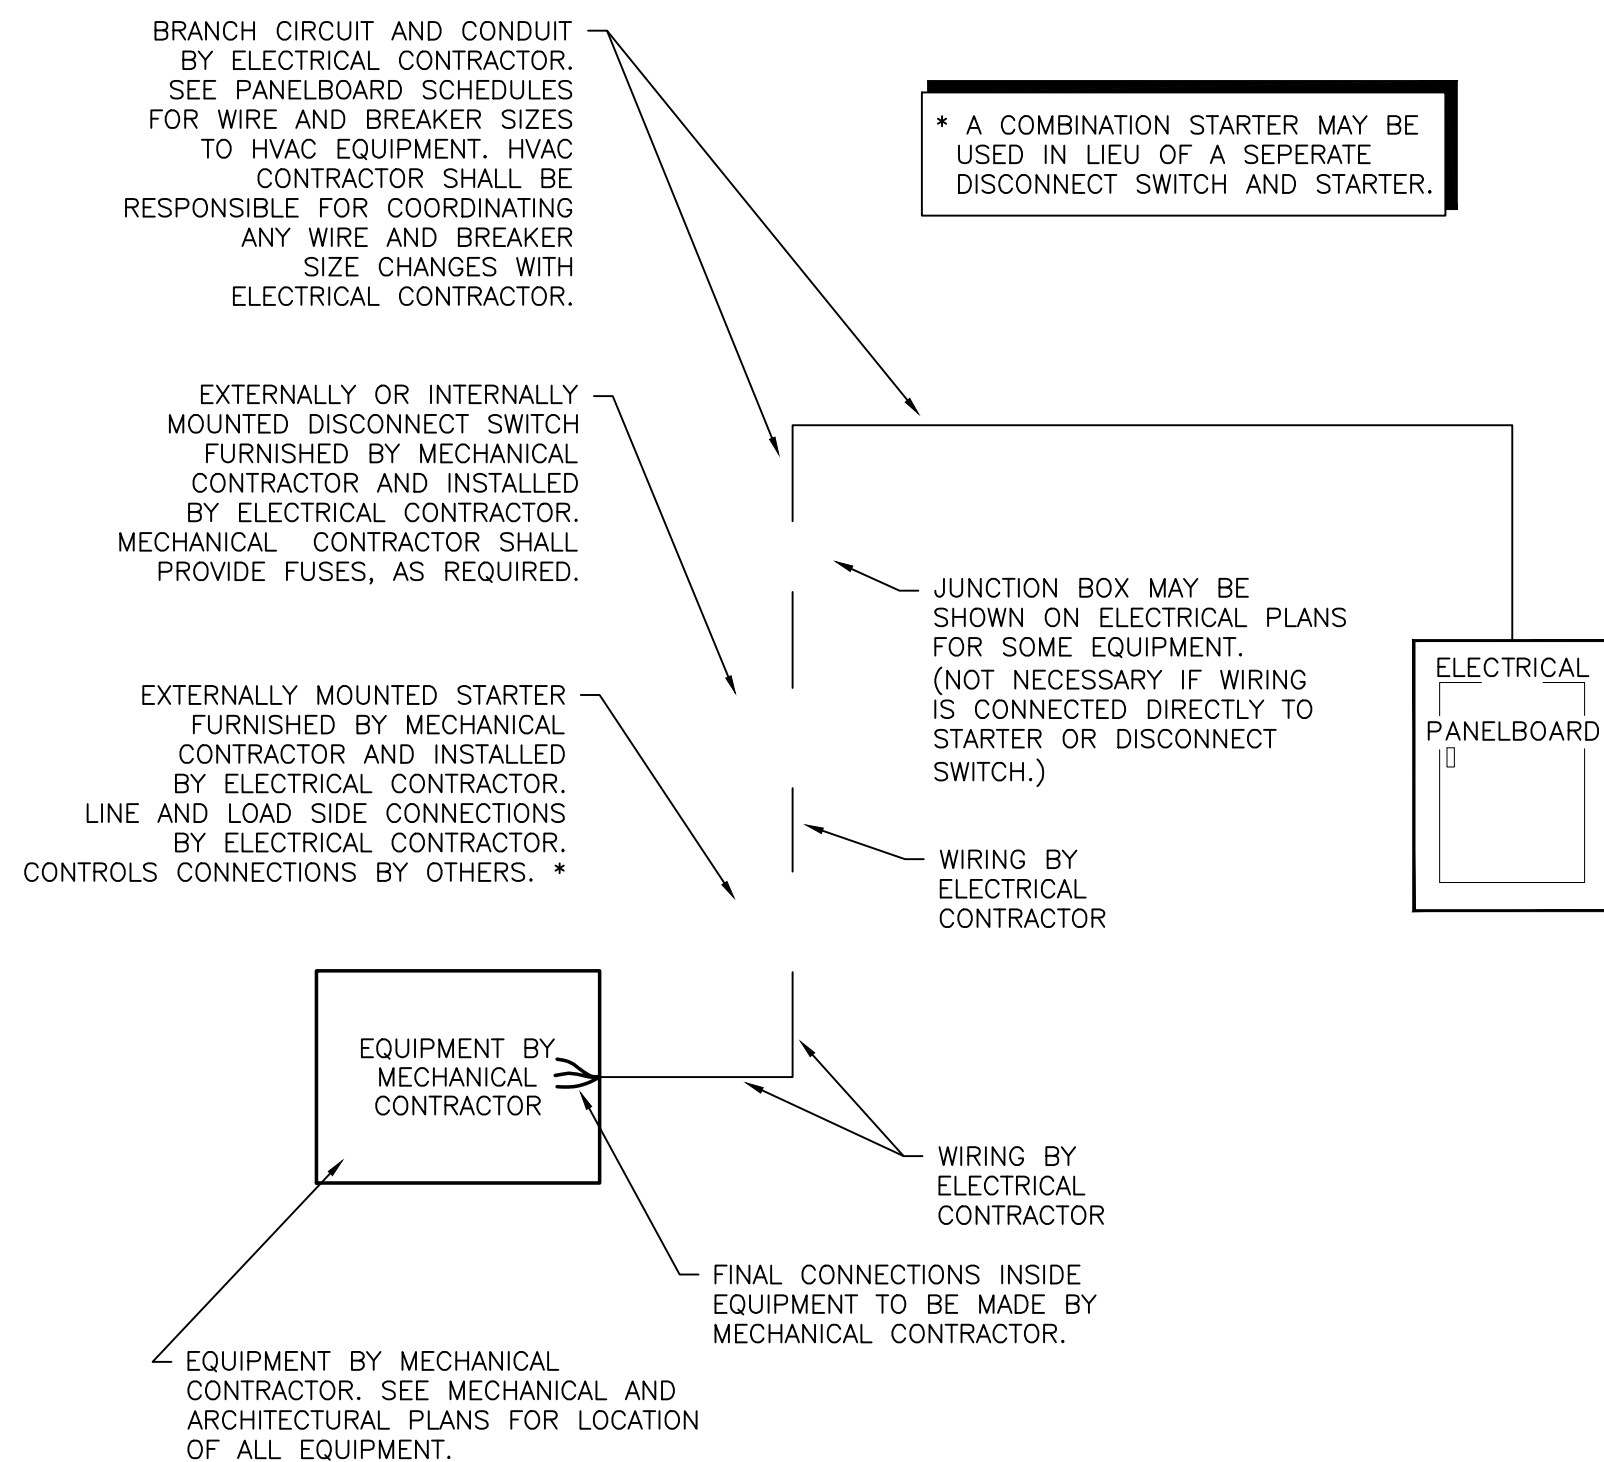 BRANCH CIRCUIT AND CONDUIT
BY ELECTRICAL CONTRACTOR.
SEE PANELBOARD SCHEDULES
FOR WIRE AND BREAKER SIZES
TO HVAC EQUIPMENT. HVAC
CONTRACTOR SHALL BE
RESPONSIBLE FOR COORDINATING
ANY WIRE AND BREAKER
SIZE CHANGES WITH
ELECTRICAL CONTRACTOR.
* A COMBINATION STARTER MAY BE
USED IN LIEU OF A SEPERATE
DISCONNECT SWITCH AND STARTER.
EXTERNALLY OR INTERNALLY
MOUNTED DISCONNECT SWITCH
FURNISHED BY MECHANICAL
CONTRACTOR AND INSTALLED
BY ELECTRICAL CONTRACTOR.
MECHANICAL CONTRACTOR SHALL
PROVIDE FUSES, AS REQUIRED.
JUNCTION BOX MAY BE
SHOWN ON ELECTRICAL PLANS
FOR SOME EQUIPMENT.
(NOT NECESSARY IF WIRING
IS CONNECTED DIRECTLY TO
STARTER OR DISCONNECT
SWITCH.)
ELECTRICAL
PANELBOARD
EXTERNALLY MOUNTED STARTER
FURNISHED BY MECHANICAL
CONTRACTOR AND INSTALLED
BY ELECTRICAL CONTRACTOR.
LINE AND LOAD SIDE CONNECTIONS
BY ELECTRICAL CONTRACTOR.
CONTROLS CONNECTIONS BY OTHERS. *
WIRING BY
ELECTRICAL
CONTRACTOR
EQUIPMENT BY
MECHANICAL
CONTRACTOR
WIRING BY
ELECTRICAL
CONTRACTOR
FINAL CONNECTIONS INSIDE
EQUIPMENT TO BE MADE BY
MECHANICAL CONTRACTOR.
EQUIPMENT BY MECHANICAL
CONTRACTOR. SEE MECHANICAL AND
ARCHITECTURAL PLANS FOR LOCATION
OF ALL EQUIPMENT.